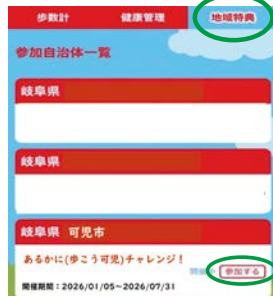 歩数計 健康管理 地域特典
参加自治体一覧
岐阜県
岐阜県
岐阜県 可児市
あるかに(歩こう可児)チャレンジ!
参加する
開催期間:2026/01/05~2026/07/31